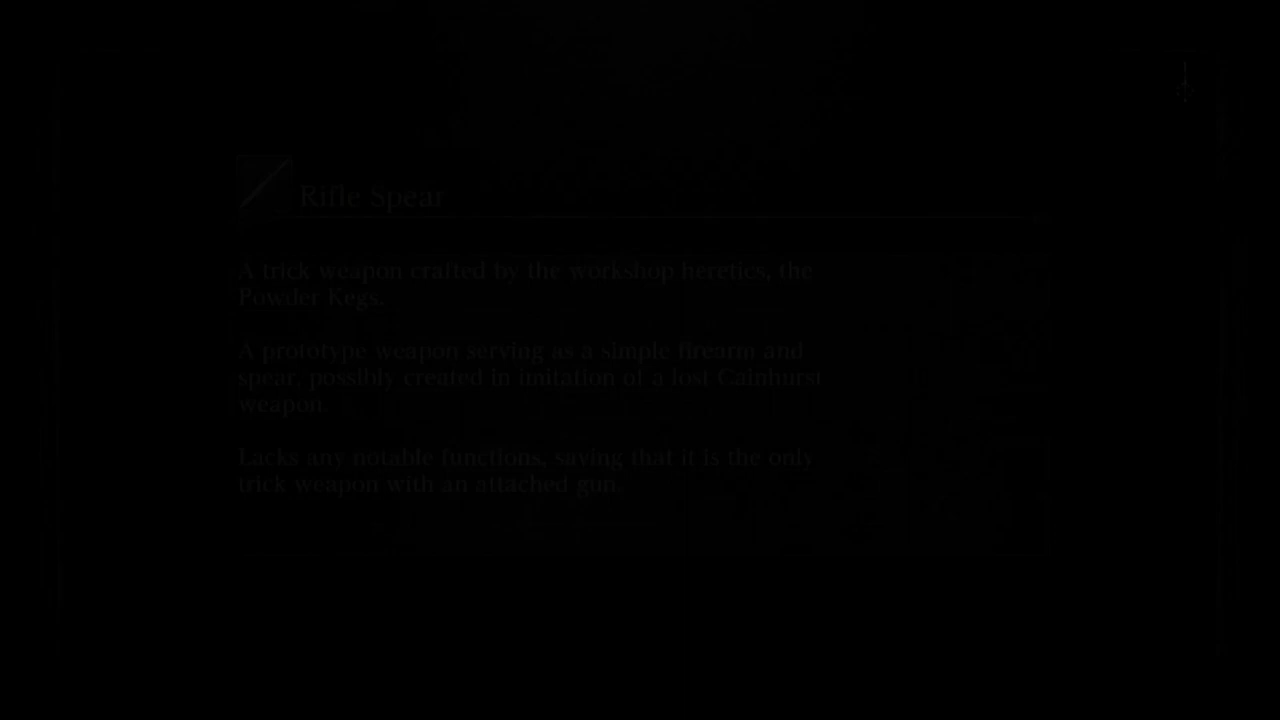 Rifle Spear
A trick weapon crafted by the workshop heretics, the
Powder Kegs.
A prototype weapon serving as a simple firearm and
spear, possibly created in imitation of a lost Cainhurst
weapon.
Lacks any notable functions, saying that it is the only
trick weapon with an attached gun.